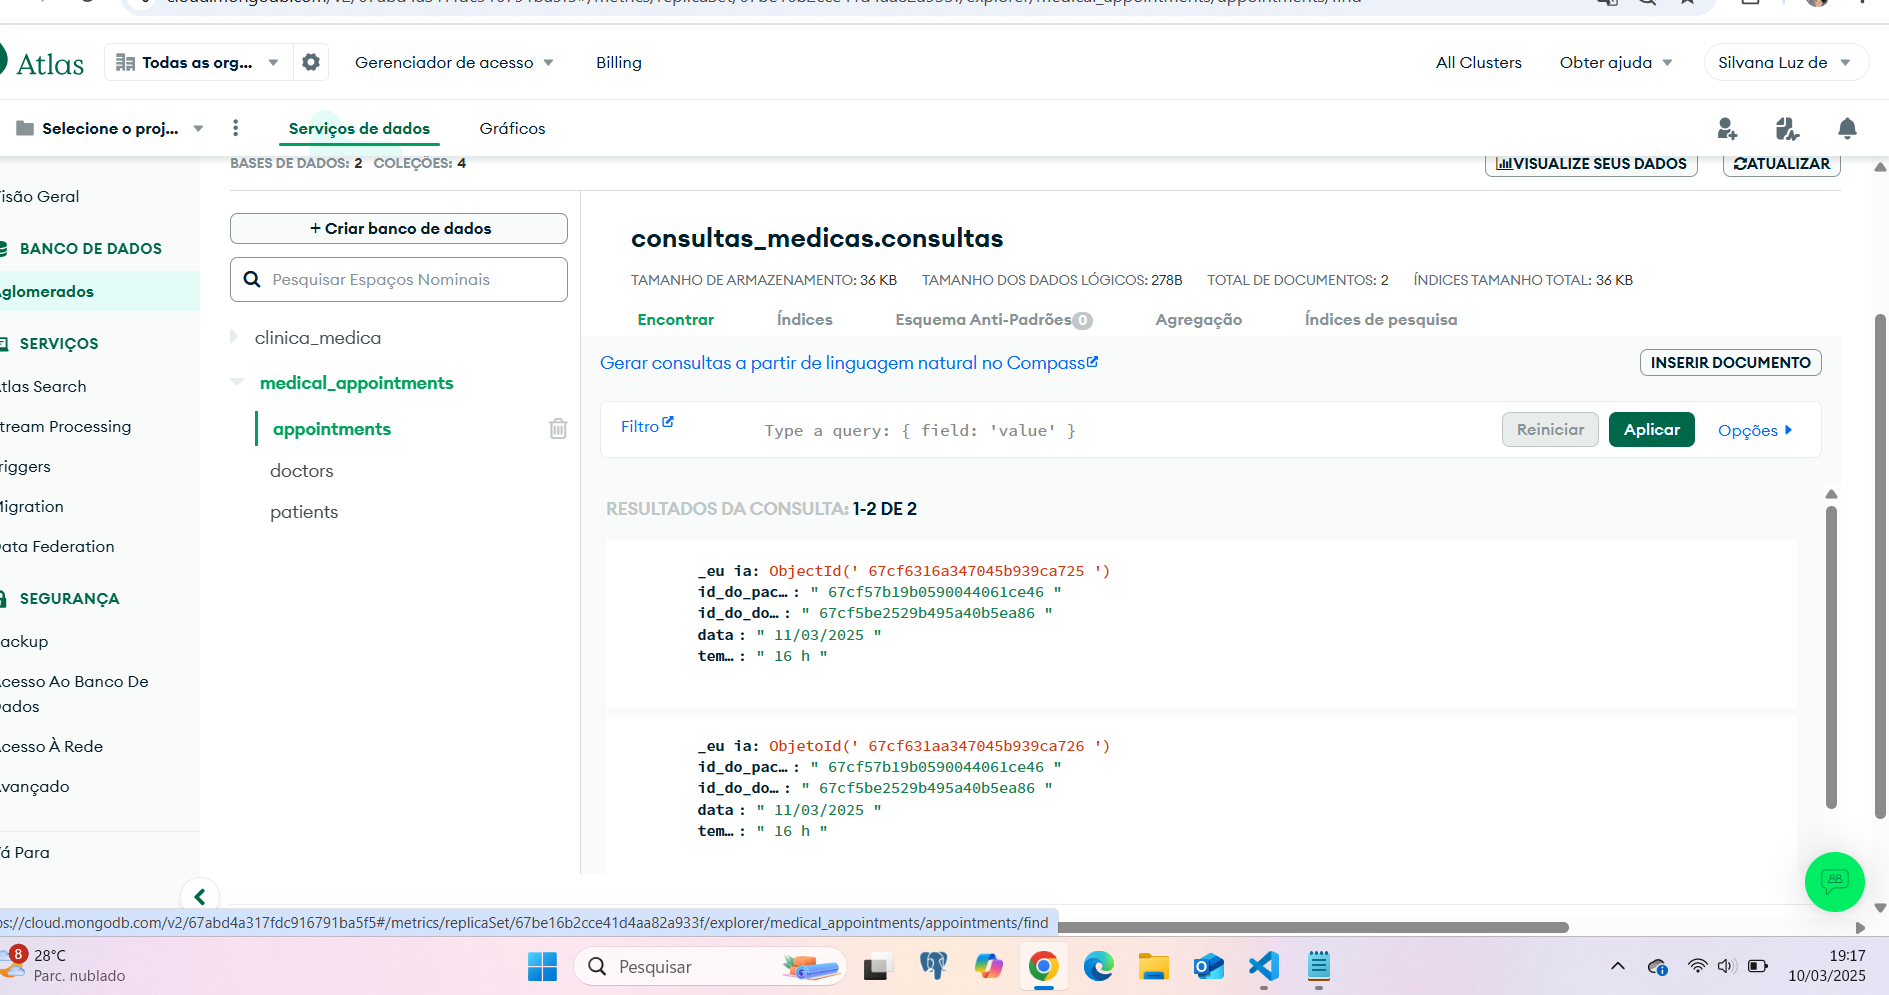 Atlas
Todas as org...
Gerenciador de acesso
Billing
All Clusters
Obter ajuda
Silvana Luz de
Selecione o proj...
Serviços de dados
Gráficos
BASES DE DADOS: 2 COLEÇÕES: 4
VISUALIZE SEUS DADOS
ATUALIZAR
isão Geral
BANCO DE DADOS
glomerados
SERVIÇOS
tlas Search
tream Processing
riggers
igration
ata Federation
SEGURANÇA
ackup
cesso Ao Banco De
ados
cesso À Rede
vançado
á Para
+ Criar banco de dados
Pesquisar Espaços Nominais
clinica_medica
medical_appointments
appointments
doctors
patients
consultas_medicas.consultas
TAMANHO DE ARMAZENAMENTO: 36 KB TAMANHO DOS DADOS LÓGICOS: 278B TOTAL DE DOCUMENTOS: 2 ÍNDICES TAMANHO TOTAL: 36 KB
Encontrar
Índices
Esquema Anti-Padrões 0
Agregação
Índices de pesquisa
Gerar consultas a partir de linguagem natural no Compass
INSERIR DOCUMENTO
Filtro
Type a query: { field: 'value' }
Reiniciar
Aplicar
Opções
RESULTADOS DA CONSULTA: 1-2 DE 2
_eu ia: ObjectId(' 67cf6316a347045b939ca725 ')
id_do_pac… : " 67cf57b19b0590044061ce46 "
id_do_do… : " 67cf5be2529b495a40b5ea86 "
data : " 11/03/2025 "
tem… : " 16 h "
_eu ia: ObjetoId(' 67cf631aa347045b939ca726 ')
id_do_pac… : " 67cf57b19b0590044061ce46 "
id_do_do… : " 67cf5be2529b495a40b5ea86 "
data : " 11/03/2025 "
tem… : " 16 h "
ps://cloud.mongodb.com/v2/67abd4a317fdc916791ba5f5#/metrics/replicaSet/67be16b2cce41d4aa82a933f/explorer/medical_appointments/appointments/find
8
28°C
Parc. nublado
Pesquisar
19:17
10/03/2025